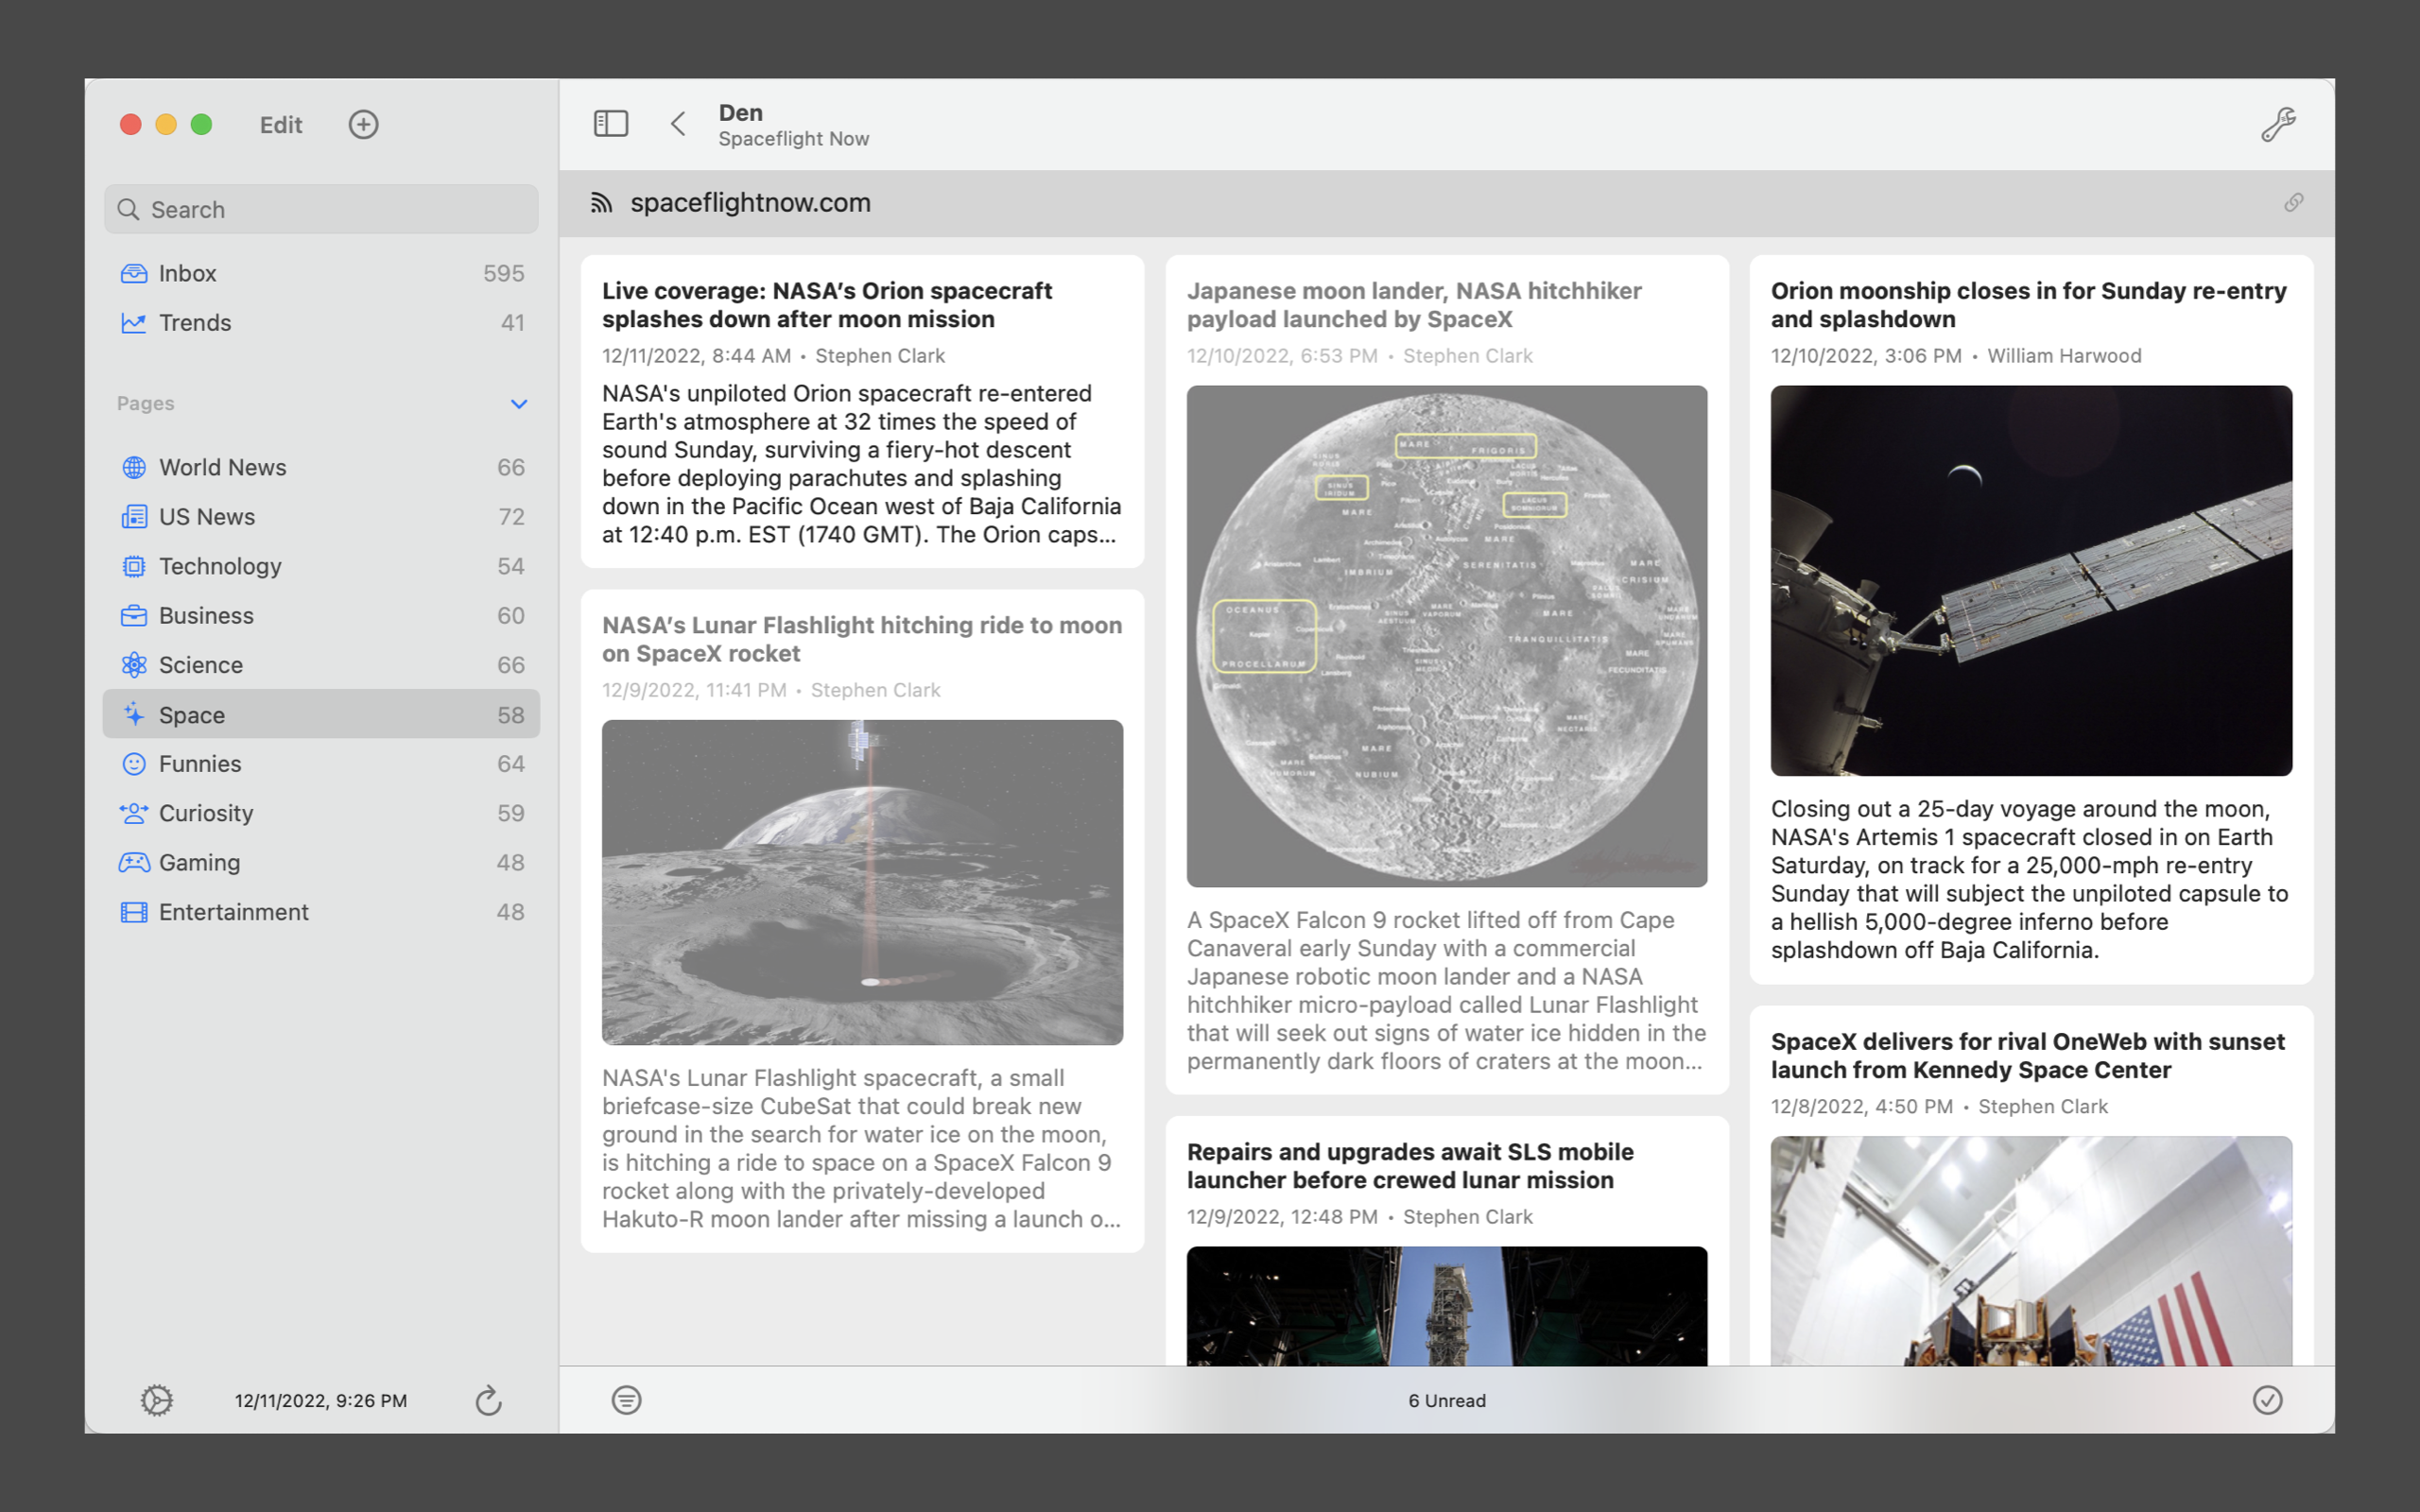 Edit
Search
Inbox 595
Trends 41
Pages
World News 66
US News 72
Technology 54
Business 60
Science 66
Space 58
Funnies 64
Curiosity 59
Gaming 48
Entertainment 48
12/11/2022, 9:26 PM
Den
Spaceflight Now
spaceflightnow.com
Live coverage: NASA’s Orion spacecraft
splashes down after moon mission
12/11/2022, 8:44 AM • Stephen Clark
NASA's unpiloted Orion spacecraft re-entered
Earth's atmosphere at 32 times the speed of
sound Sunday, surviving a fiery-hot descent
before deploying parachutes and splashing
down in the Pacific Ocean west of Baja California
at 12:40 p.m. EST (1740 GMT). The Orion caps...
NASA’s Lunar Flashlight hitching ride to moon
on SpaceX rocket
12/9/2022, 11:41 PM • Stephen Clark
NASA's Lunar Flashlight spacecraft, a small
briefcase-size CubeSat that could break new
ground in the search for water ice on the moon,
is hitching a ride to space on a SpaceX Falcon 9
rocket along with the privately-developed
Hakuto-R moon lander after missing a launch o...
Japanese moon lander, NASA hitchhiker
payload launched by SpaceX
12/10/2022, 6:53 PM • Stephen Clark
MARE
FRIGORIS
SINUS
IRIDUM
LACUS
SOMNIORUM
MARE
MARE
SERENITATIS
IMBRIUM
MARE
CRISIUM
OCEANUS
PROCELLARUM
SINUS
AESTUUM
MARE
VAPORUM
MARE
TRANQUILLITATIS
MARE
FECUNDITATIS
MARE
NECTARIS
MARE
NUBIUM
MARE
HUMORUM
A SpaceX Falcon 9 rocket lifted off from Cape
Canaveral early Sunday with a commercial
Japanese robotic moon lander and a NASA
hitchhiker micro-payload called Lunar Flashlight
that will seek out signs of water ice hidden in the
permanently dark floors of craters at the moon...
Repairs and upgrades await SLS mobile
launcher before crewed lunar mission
12/9/2022, 12:48 PM • Stephen Clark
Orion moonship closes in for Sunday re-entry
and splashdown
12/10/2022, 3:06 PM • William Harwood
Closing out a 25-day voyage around the moon,
NASA's Artemis 1 spacecraft closed in on Earth
Saturday, on track for a 25,000-mph re-entry
Sunday that will subject the unpiloted capsule to
a hellish 5,000-degree inferno before
splashdown off Baja California.
SpaceX delivers for rival OneWeb with sunset
launch from Kennedy Space Center
12/8/2022, 4:50 PM • Stephen Clark
6 Unread